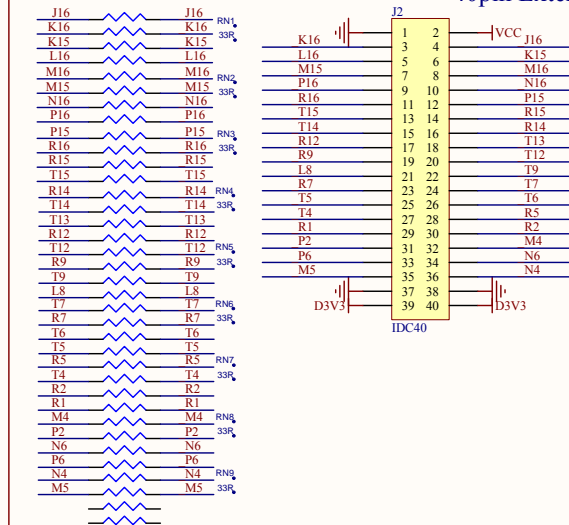 J16 J16 RN1
K16 K16 33R
K15 K15
L16 L16
M16 M16 RN2
M15 M15 33R
N16 N16
P16 P16
P15 P15 RN3
R16 R16 33R
R15 R15
T15 T15
R14 R14 RN4
T14 T14 33R
T13 T13
R12 R12
T12 T12 RN5
R9 R9 33R
T9 T9
L8 L8
T7 T7 RN6
R7 R7 33R
T6 T6
T5 T5
R5 R5 RN7
T4 T4 33R
R2 R2
R1 R1
M4 M4 RN8
P2 P2 33R
N6 N6
P6 P6
N4 N4 RN9
M5 M5 33R
J2
1 2 VCC
K16 3 4 J16
L16 5 6 K15
M15 7 8 M16
P16 9 10 N16
R16 11 12 P15
T15 13 14 R15
T14 15 16 R14
R12 17 18 T13
R9 19 20 T12
L8 21 22 T9
R7 23 24 T7
T5 25 26 T6
T4 27 28 R5
R1 29 30 R2
P2 31 32 M4
P6 33 34 N6
M5 35 36 N4
37 38
D3V3 39 40 D3V3
IDC40